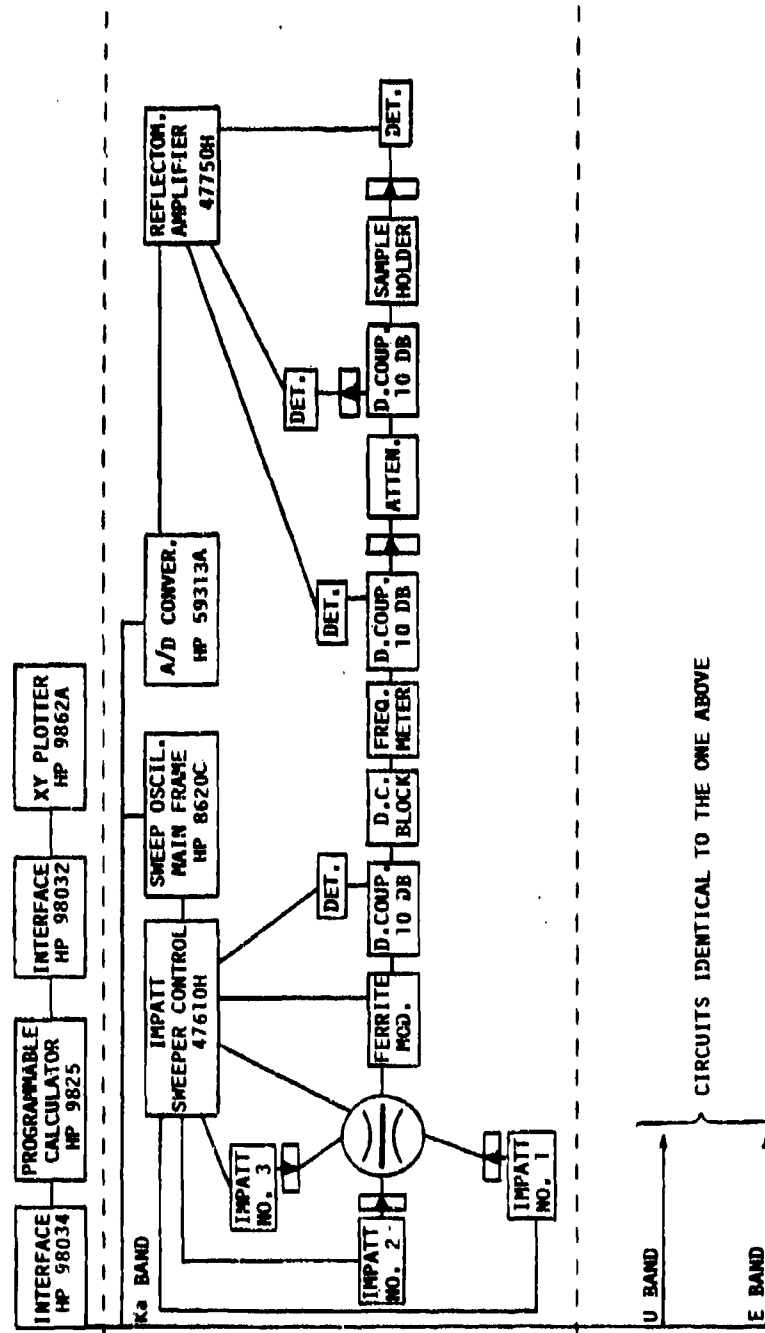 INTERFACE
HP 98034
PROGRAMMABLE
CALCULATOR
HP 9825
INTERFACE
HP 98032
XY PLOTTER
HP 9862A
Ka BAND
IMPATT
SWEEPER CONTROL
47610H
SWEEP OSCIL.
MAIN FRAME
HP 8620C
A/D CONVER.
HP 59313A
REFLECTOM.
AMPLIFIER
47750H
IMPATT
NO. 3
DET.
DET.
DET.
DET.
IMPATT
NO. 2
FERRITE
MOD.
D.COUP.
10 DB
D.C.
BLOCK
FREQ.
METER
D.COUP.
10 DB
ATTEN.
D.COUP.
10 DB
SAMPLE
HOLDER
IMPATT
NO. 1
U BAND
E BAND
CIRCUITS IDENTICAL TO THE ONE ABOVE